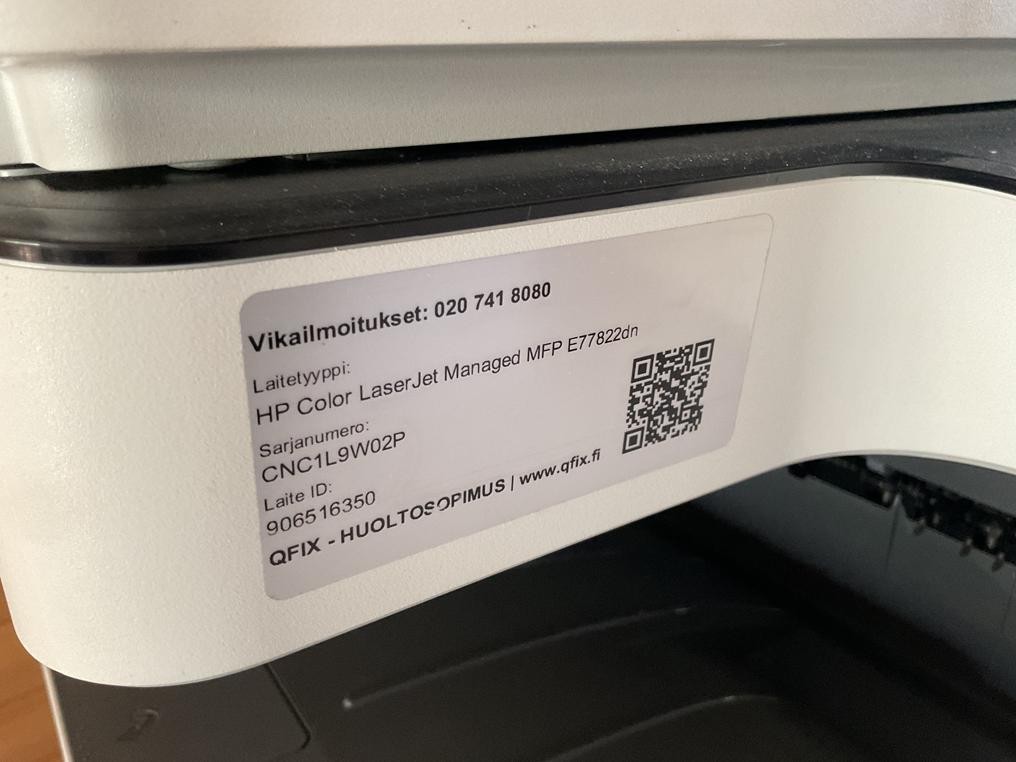 Vikailmoitukset: 020 741 8080
Laitetyyppi:
HP Color LaserJet Managed MFP E77822dn
Sarjanumero:
CNC1L9W02P
Laite ID:
906516350
QFIX - HUOLTOSOPIMUS | www.qfix.fi